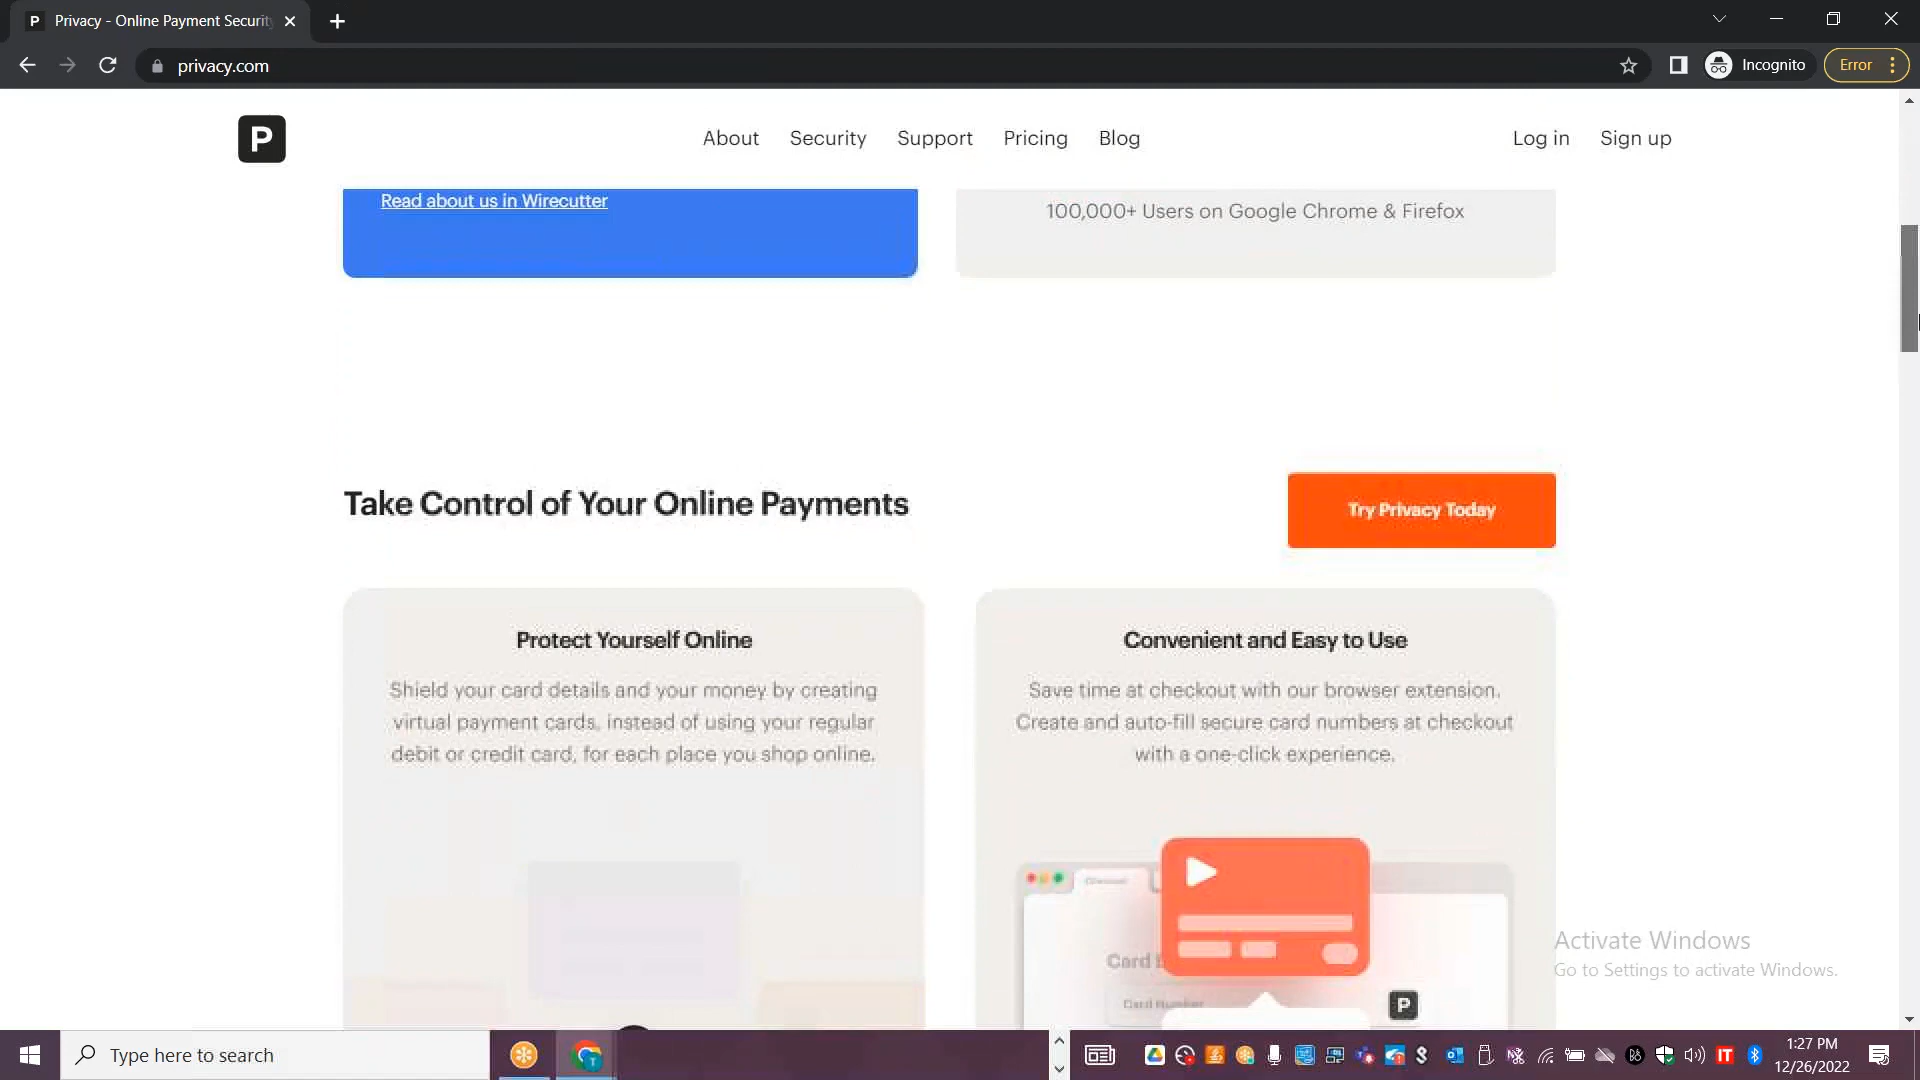 P
Privacy - Online Payment Securit
privacy.com
Incognito
Error
P
About
Security
Support
Pricing
Blog
Log in
Sign up
Read about us in Wirecutter
100,000+ Users on Google Chrome & Firefox
Take Control of Your Online Payments
Try Privacy Today
Protect Yourself Online
Shield your card details and your money by creating
virtual payment cards, instead of using your regular
debit or credit card, for each place you shop online.
Convenient and Easy to Use
Save time at checkout with our browser extension.
Create and auto-fill secure card numbers at checkout
with a one-click experience.
Checkout
Card
Card Number
P
Activate Windows
Go to Settings to activate Windows.
Type here to search
IT
1:27 PM
12/26/2022